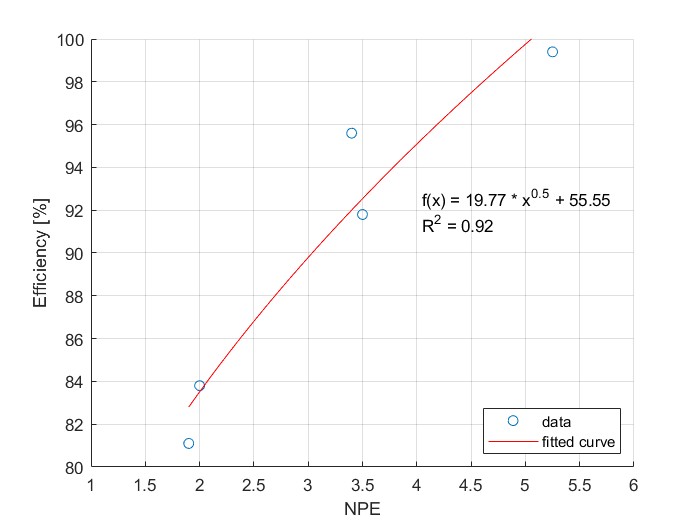 100
98
96
94
92
90
88
86
84
82
80
Efficiency [%]
f(x) = 19.77 * x^0.5 + 55.55
R^2 = 0.92
data
fitted curve
1 1.5 2 2.5 3 3.5 4 4.5 5 5.5 6
NPE